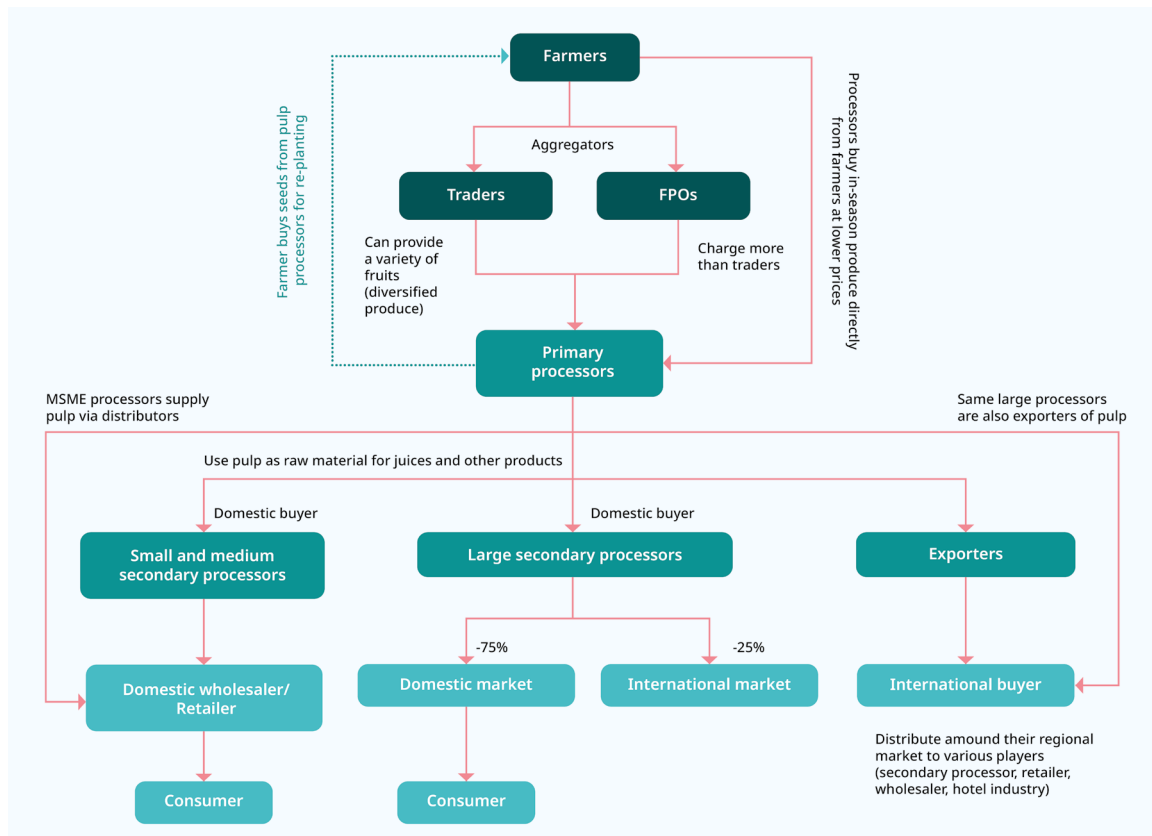 Farmers
Farmer buys seeds from pulp
processors for re-planting
Processors buy in-season produce directly
from farmers at lower prices
Aggregators
Traders
FPOs
Can provide
a variety of
fruits
(diversified
produce)
Charge more
than traders
Primary
processors
MSME processors supply
pulp via distributors
Same large processors
are also exporters of pulp
Use pulp as raw material for juices and other products
Domestic buyer
Domestic buyer
Small and medium
secondary processors
Large secondary processors
Exporters
-75%
-25%
Domestic wholesaler/
Retailer
Domestic market
International market
International buyer
Distribute amound their regional
market to various players
(secondary processor, retailer,
wholesaler, hotel industry)
Consumer
Consumer